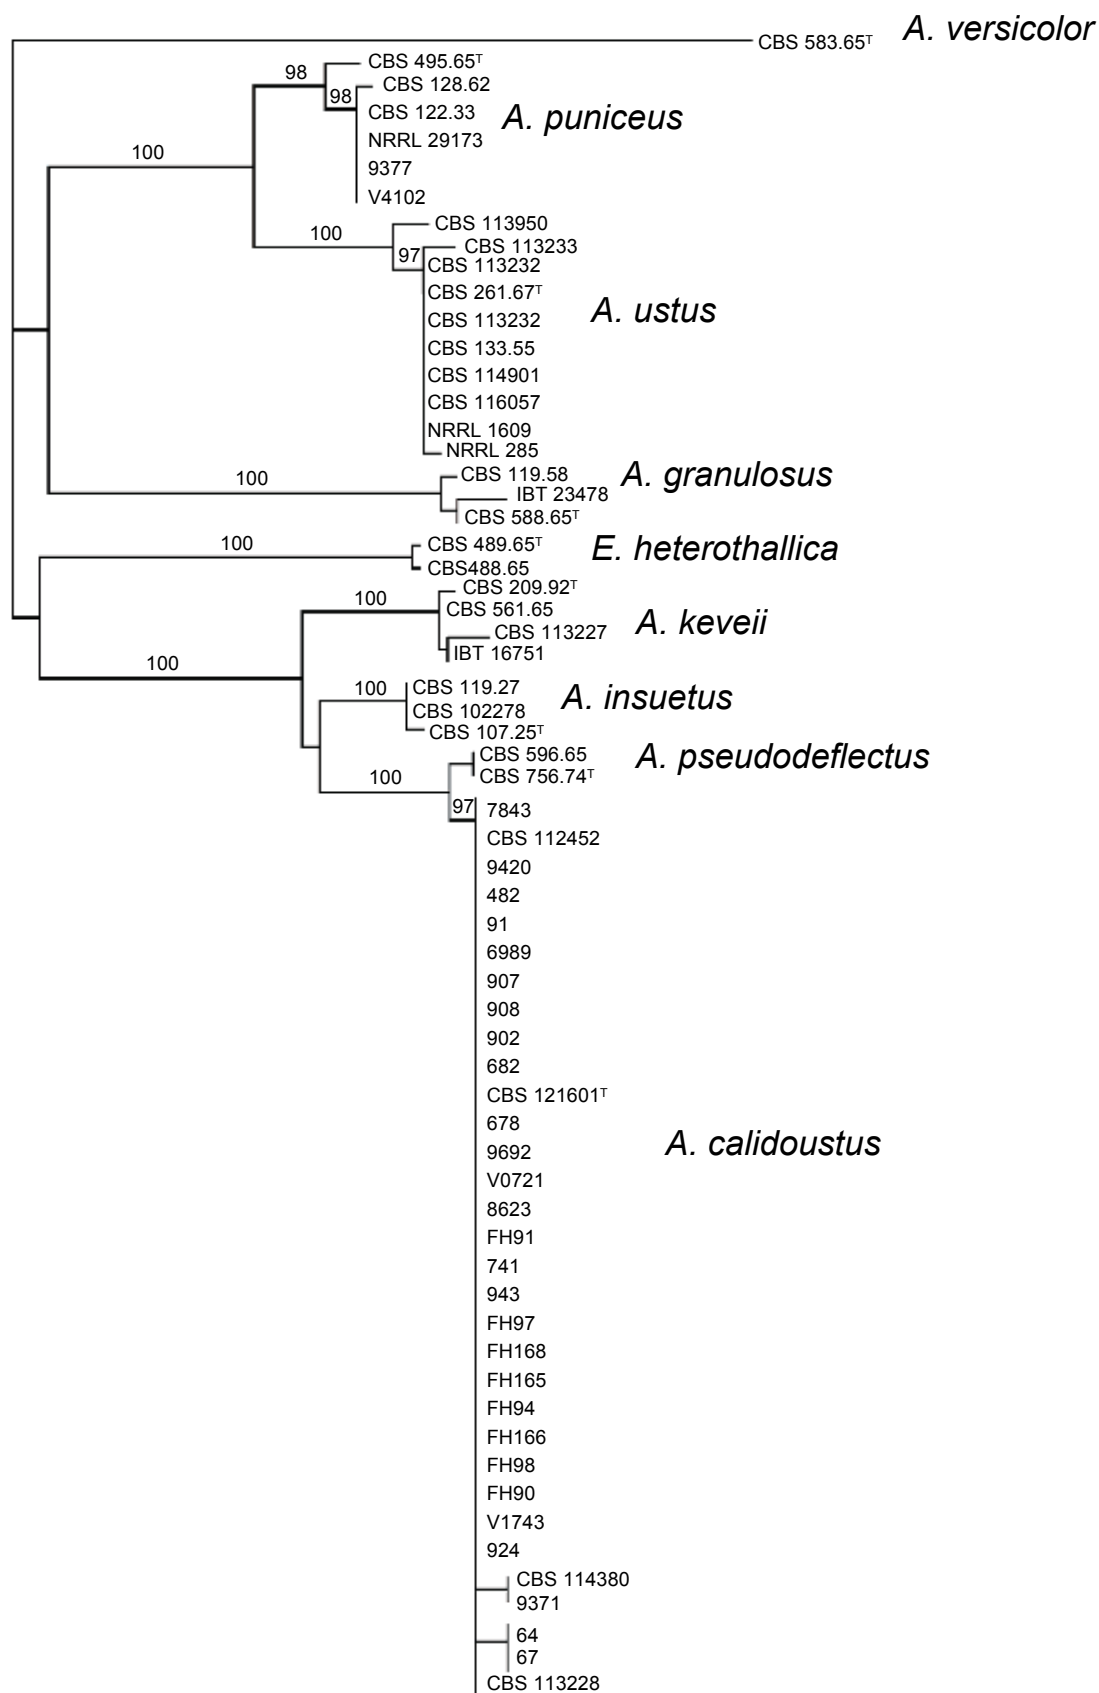 A. versicolor
CBS 583.65ᵀ
CBS 495.65ᵀ
98
CBS 128.62
98
CBS 122.33
A. puniceus
NRRL 29173
100
9377
V4102
CBS 113950
100
CBS 113233
97
CBS 113232
CBS 261.67ᵀ
A. ustus
CBS 113232
CBS 133.55
CBS 114901
CBS 116057
NRRL 1609
NRRL 285
CBS 119.58
A. granulosus
100
IBT 23478
CBS 588.65ᵀ
100
CBS 489.65ᵀ
E. heterothallica
CBS488.65
CBS 209.92ᵀ
100
CBS 561.65
A. keveii
CBS 113227
IBT 16751
100
CBS 119.27
100
A. insuetus
CBS 102278
CBS 107.25ᵀ
CBS 596.65
A. pseudodeflectus
CBS 756.74ᵀ
100
97
7843
CBS 112452
9420
482
91
6989
907
908
902
682
CBS 121601ᵀ
678
A. calidoustus
9692
V0721
8623
FH91
741
943
FH97
FH168
FH165
FH94
FH166
FH98
FH90
V1743
924
CBS 114380
9371
64
67
CBS 113228